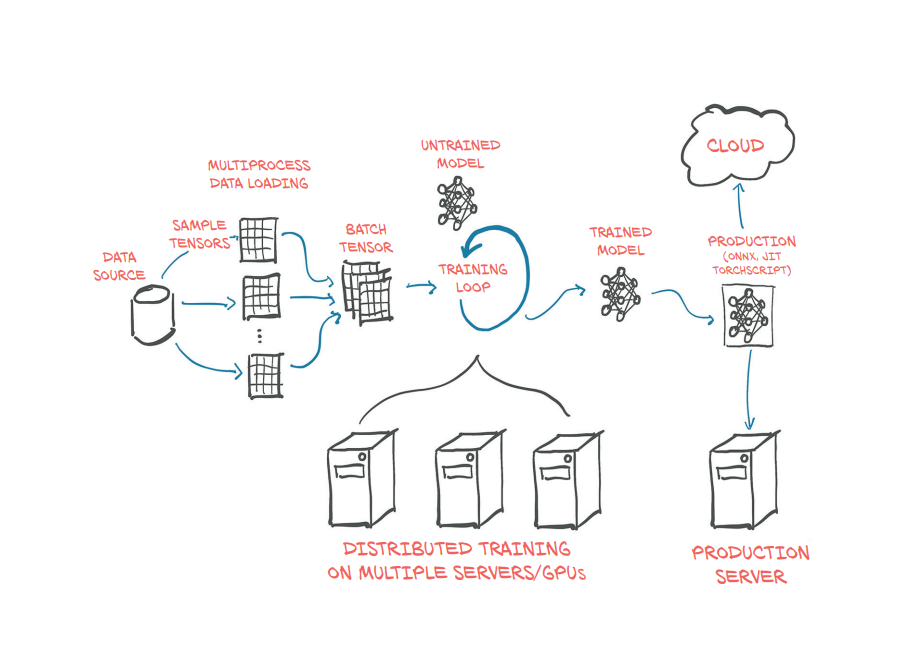 MULTIPROCESS
DATA LOADING
DATA
SOURCE
SAMPLE
TENSORS
BATCH
TENSOR
UNTRAINED
MODEL
TRAINING
LOOP
TRAINED
MODEL
PRODUCTION
(ONNX, JIT
TORCHSCRIPT)
CLOUD
DISTRIBUTED TRAINING
ON MULTIPLE SERVERS/GPUs
PRODUCTION
SERVER